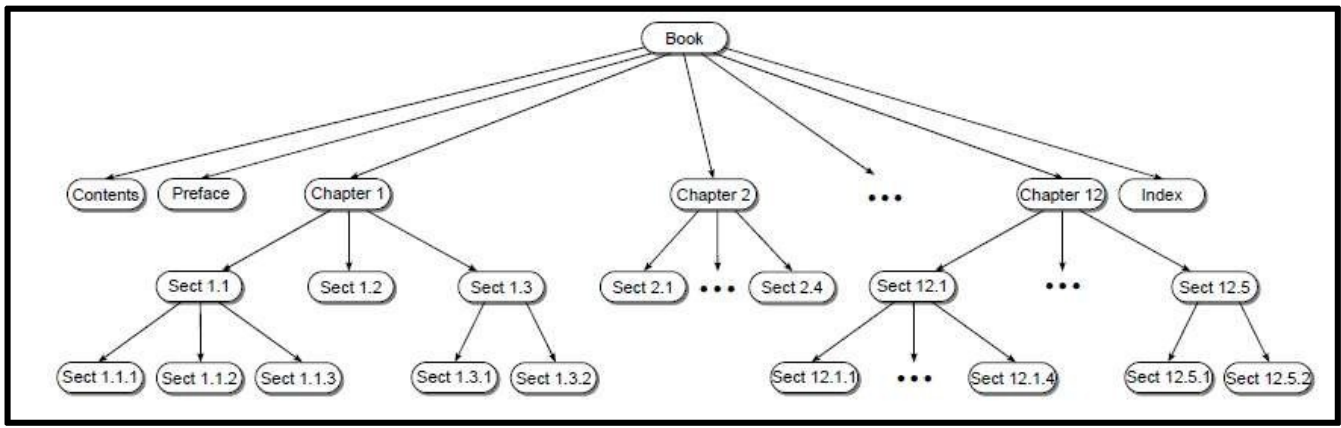 Book
Contents Preface Chapter 1 Chapter 2 ••• Chapter 12 Index
Sect 1.1 Sect 1.2 Sect 1.3 Sect 2.1 ••• Sect 2.4 Sect 12.1 ••• Sect 12.5
Sect 1.1.1 Sect 1.1.2 Sect 1.1.3 Sect 1.3.1 Sect 1.3.2 Sect 12.1.1 ••• Sect 12.1.4 Sect 12.5.1 Sect 12.5.2